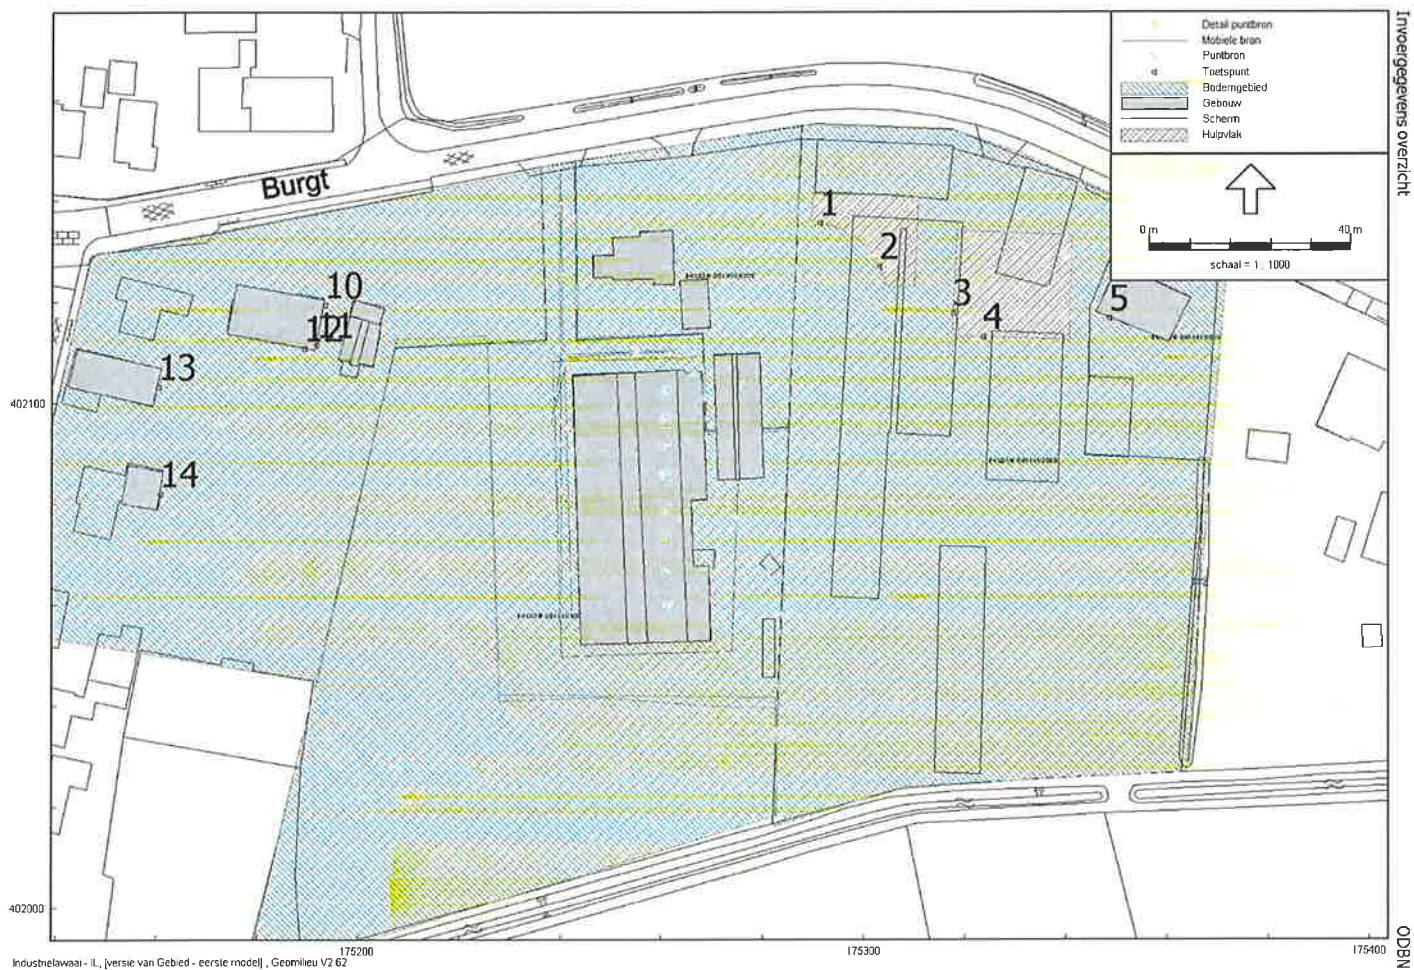 Invoergegevens overzicht
Detail puntbron
Mobiele bron
Puntbron
Toetspunt
Bodemgebied
Gebouw
Scherm
Hulpvlak
0 m
40 m
schaal = 1 : 1000
Burgt
1
2
3
4
5
10
11
12
13
14
402100
402000
175200
175300
175400
Industrielawaai - IL, [versie van Gebied - eerste model] , Geomilieu V2.62
ODBN